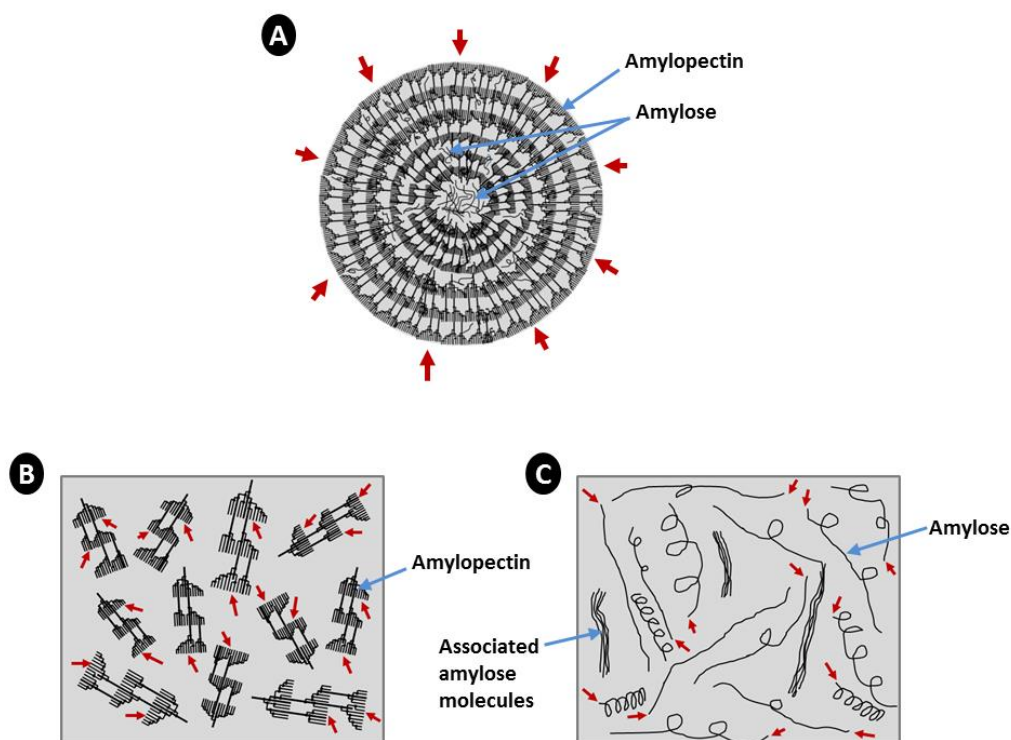 A
Amylopectin
Amylose
B
Amylopectin
C
Amylose
Associated
amylose
molecules